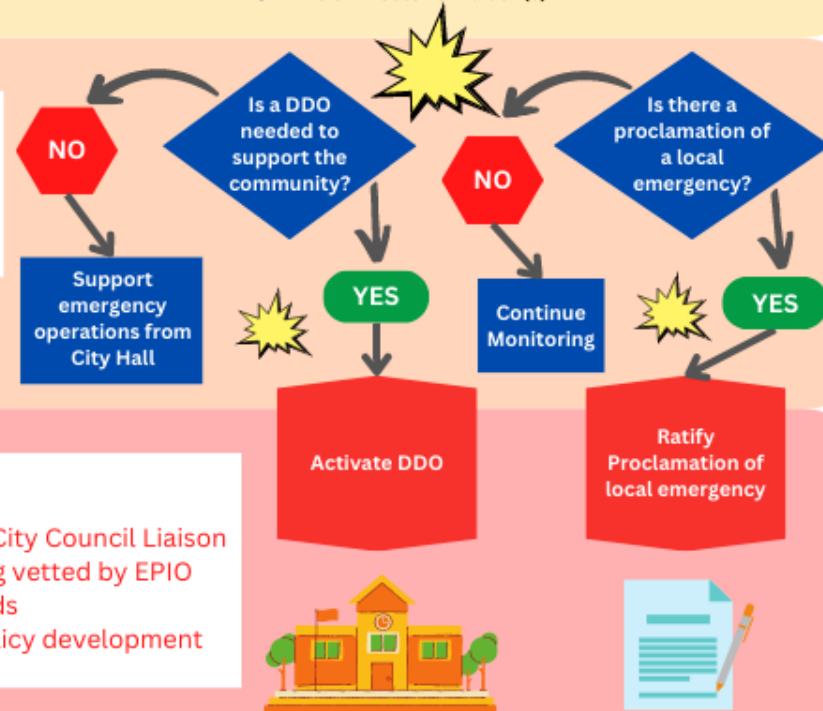 Is a DDO
needed to
support the
community?
NO
Support
emergency
operations from
City Hall
YES
Activate DDO
Is there a
proclamation of
a local
emergency?
NO
Continue
Monitoring
YES
Ratify
Proclamation of
local emergency
City Council Liaison
vetted by EPIO
development